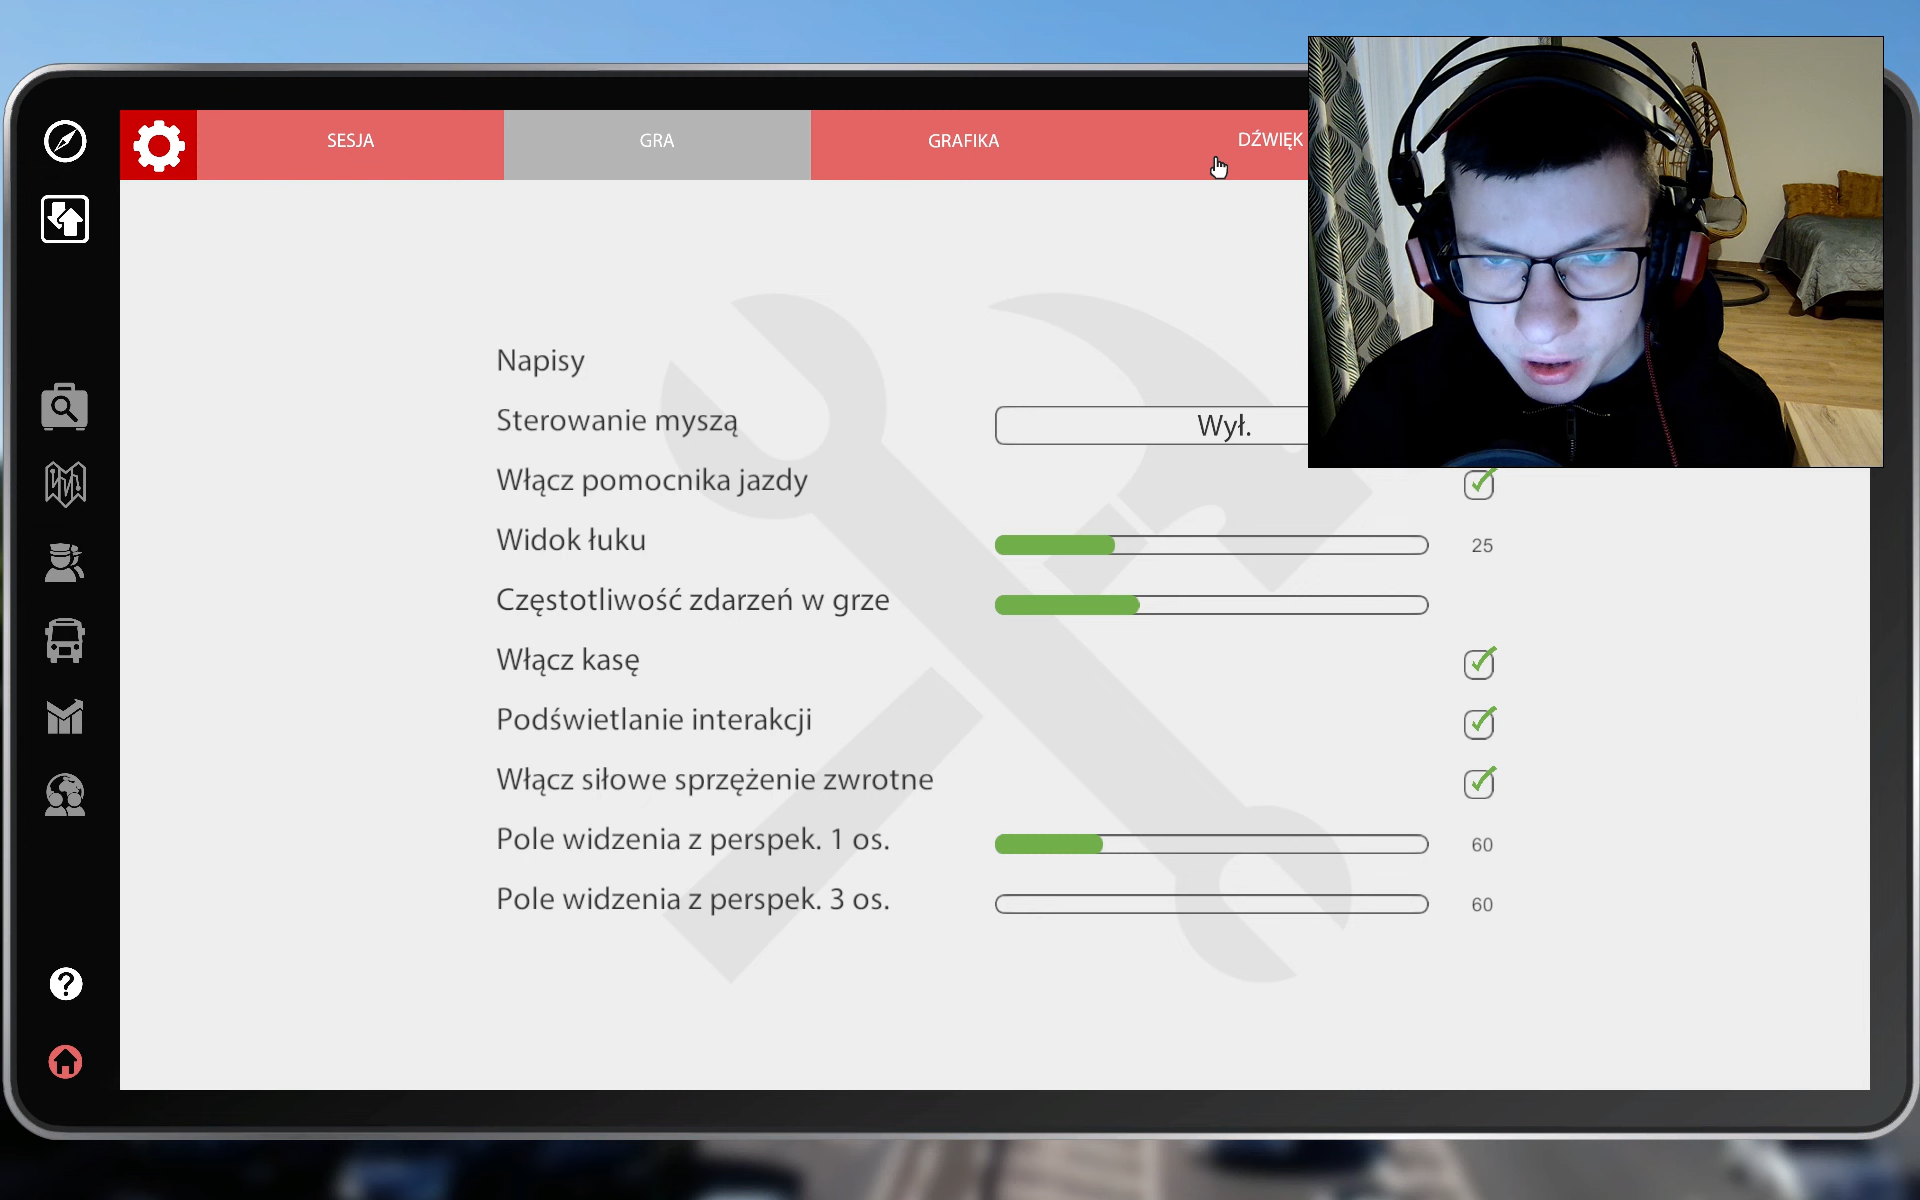 SESJA
GRA
GRAFIKA
DŹWIĘK
Napisy
Sterowanie myszą
Wył.
Włącz pomocnika jazdy
Widok łuku
25
Częstotliwość zdarzeń w grze
Włącz kasę
Podświetlanie interakcji
Włącz siłowe sprzężenie zwrotne
Pole widzenia z perspek. 1 os.
60
Pole widzenia z perspek. 3 os.
60